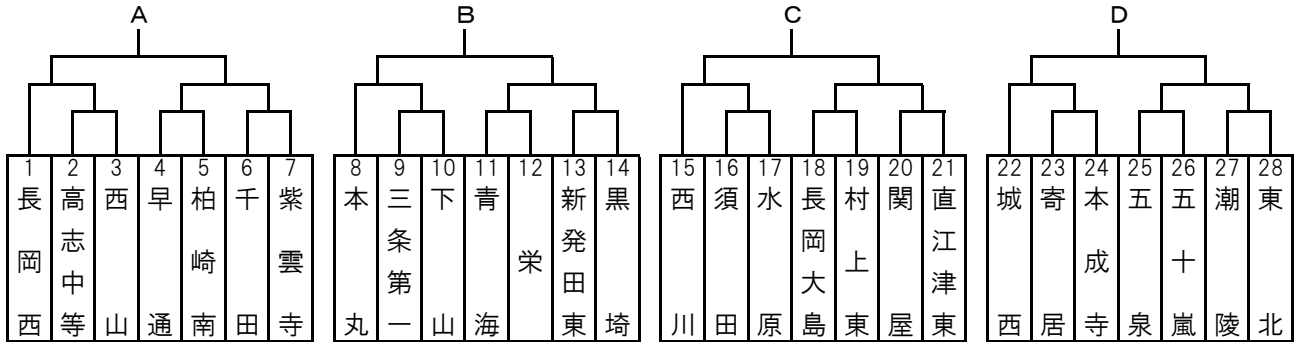 A
B
C
D
1 長岡西
2 高志中等
3 西山
4 早通
5 柏崎南
6 千田
7 紫雲寺
8 本丸
9 三条第一
10 下山
11 青海
12 栄
13 新発田東
14 黒埼
15 西川
16 須田
17 水原
18 長岡大島
19 村上東
20 関屋
21 直江津東
22 城西
23 寄居
24 本成寺
25 五泉
26 五十嵐
27 潮陵
28 東北